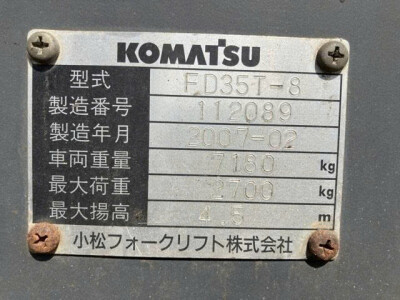 KOMATSU
型式 FD35T-8
製造番号 112089
製造年月 2007-02
車両重量 7180 kg
最大荷重 2700 kg
最大揚高 4.5 m
小松フォークリフト株式会社